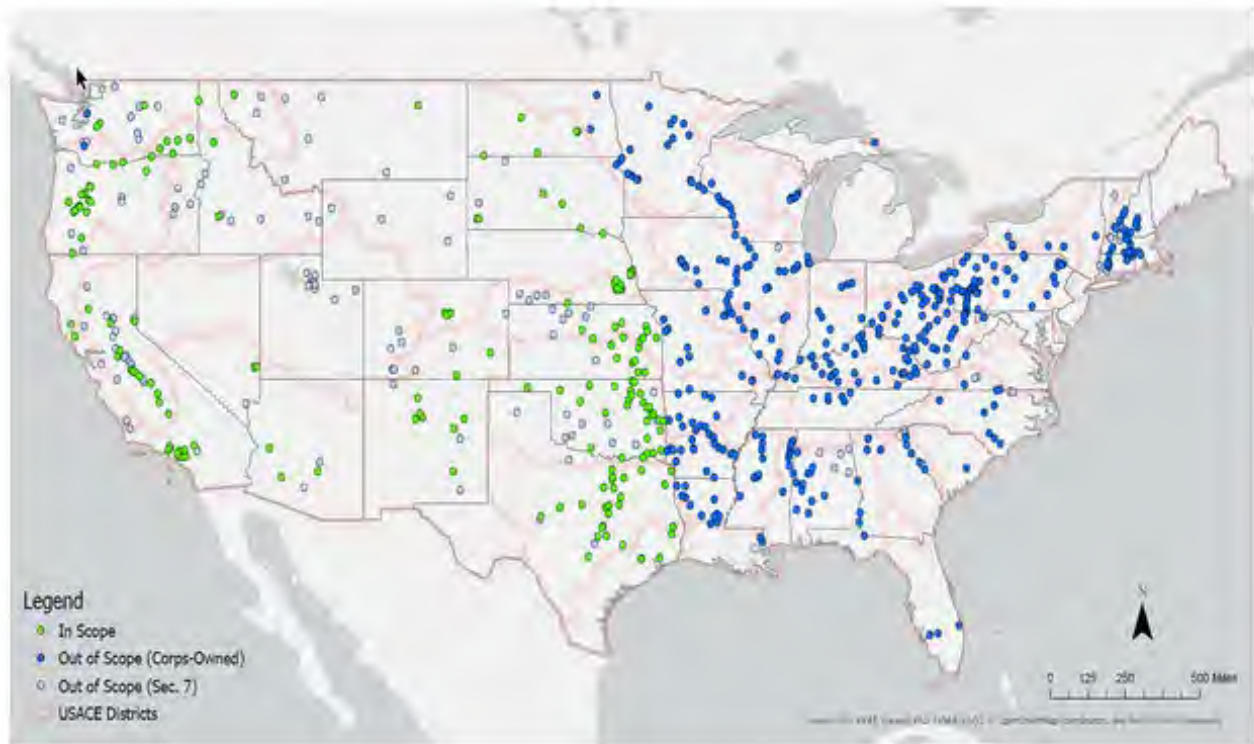 Legend
In Scope
Out of Scope (Corps-Owned)
Out of Scope (Sec. 7)
USACE Districts
N
0 125 250 500 Miles